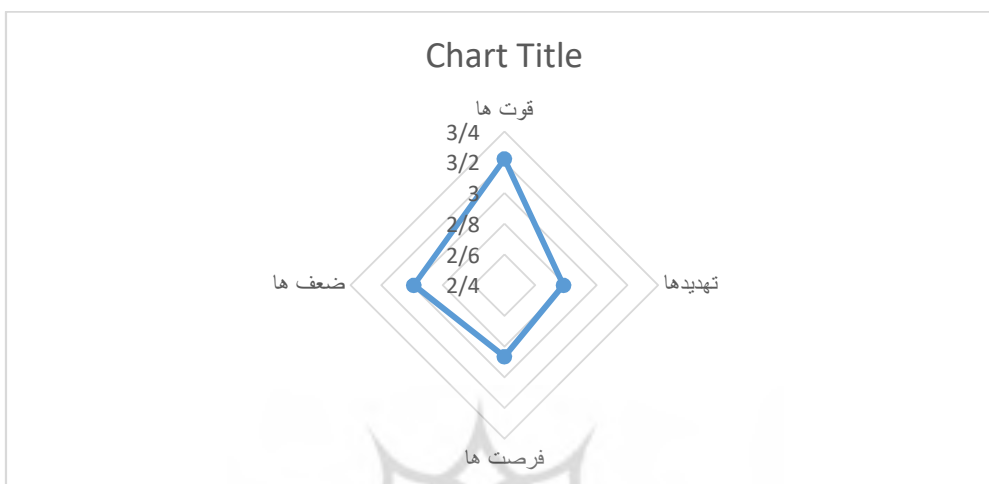 Chart Title
قوت ها
3/4
3/2
3
2/8
2/6
2/4
ضعف ها
تهدیدها
فرصت ها